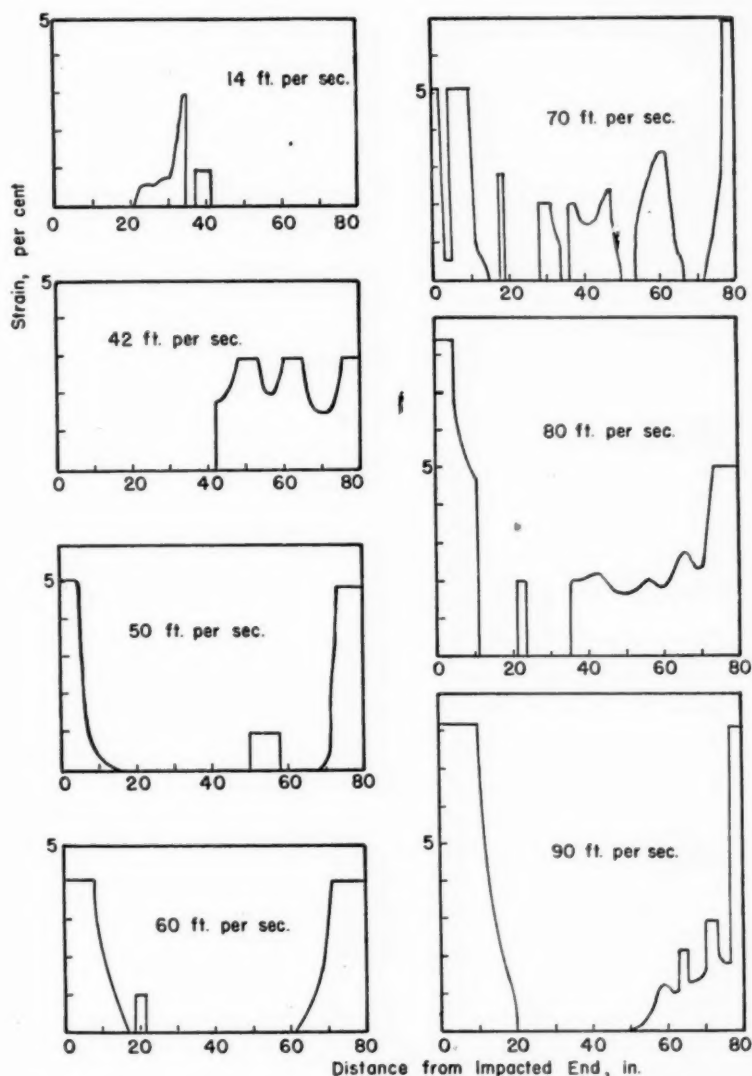 Strain, per cent
5
14 ft. per sec.
0 20 40 60 80
5
42 ft. per sec.
0 20 40 60 80
5
50 ft. per sec.
0 20 40 60 80
5
60 ft. per sec.
0 20 40 60 80
5
70 ft. per sec.
0 20 40 60 80
5
80 ft. per sec.
0 20 40 60 80
5
90 ft. per sec.
0 20 40 60 80
Distance from Impacted End, in.